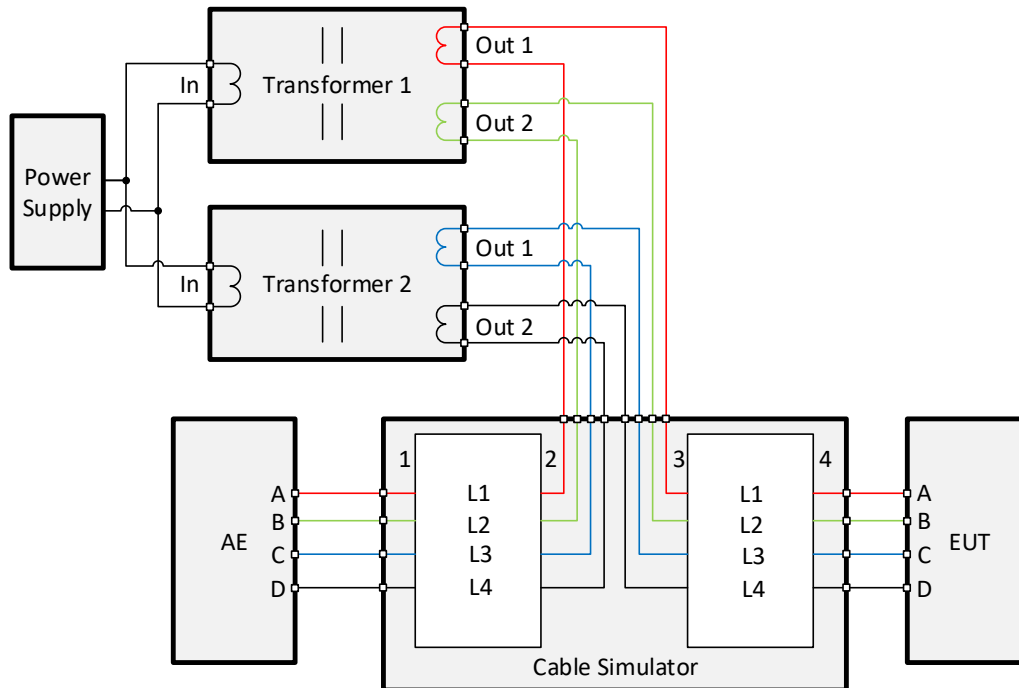 Out 1
In
Transformer 1
Out 2
Power
Supply
Out 1
In
Transformer 2
Out 2
1
2
3
4
A
B
C
D
AE
L1
L2
L3
L4
L1
L2
L3
L4
A
B
C
D
EUT
Cable Simulator